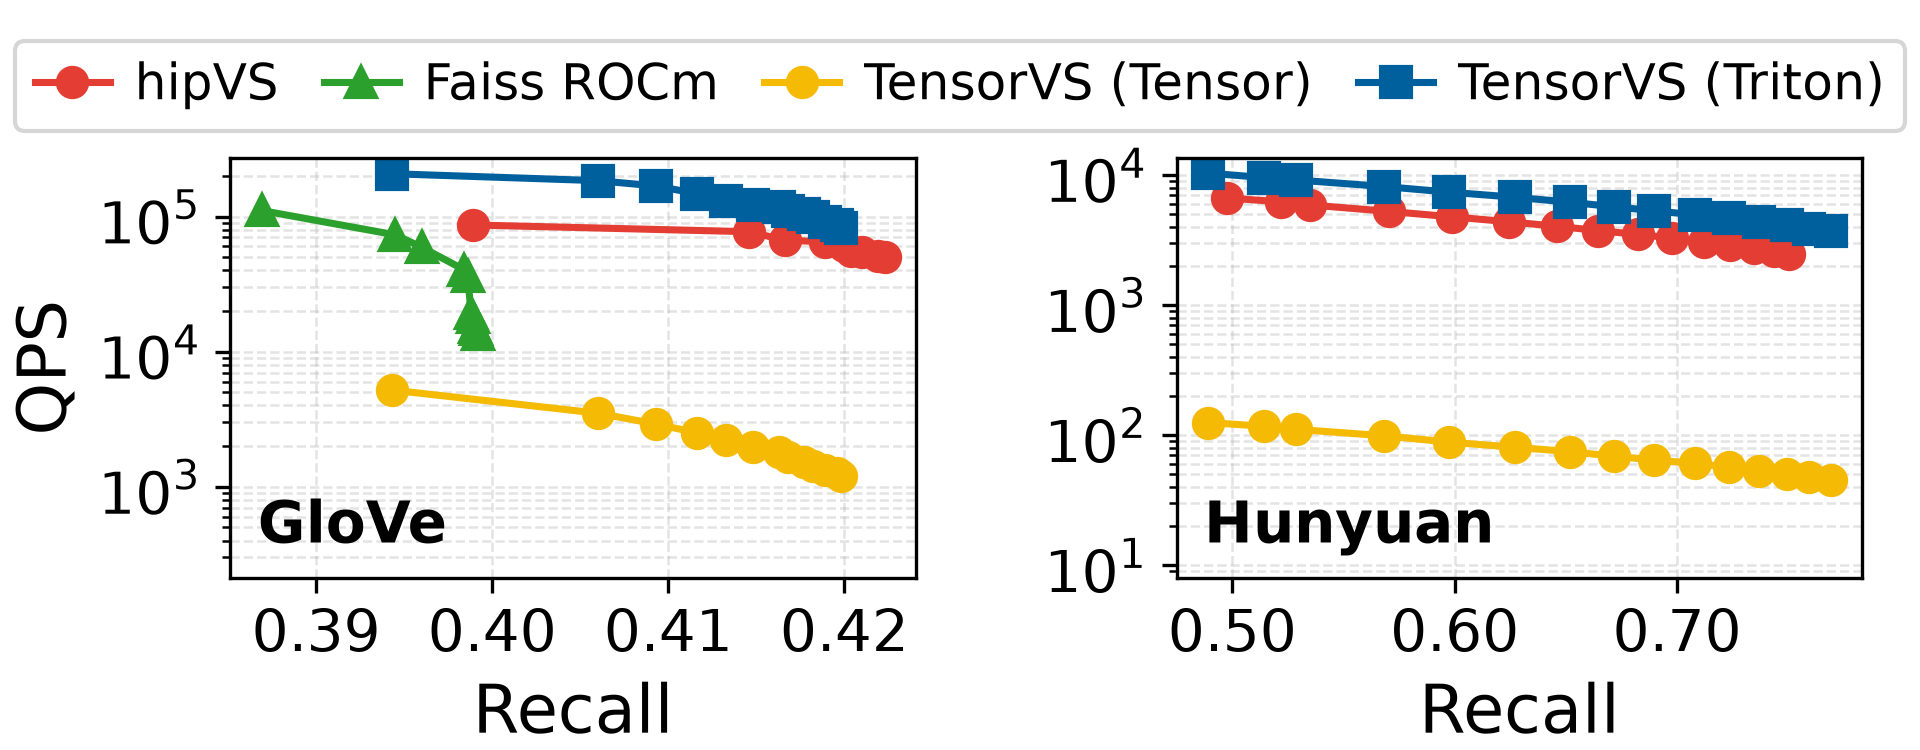 hipVS Faiss ROCm TensorVS (Tensor) TensorVS (Triton)
QPS
10^5
10^4
10^3
GloVe
0.39 0.40 0.41 0.42
Recall
10^4
10^3
10^2
10^1
Hunyuan
0.50 0.60 0.70
Recall